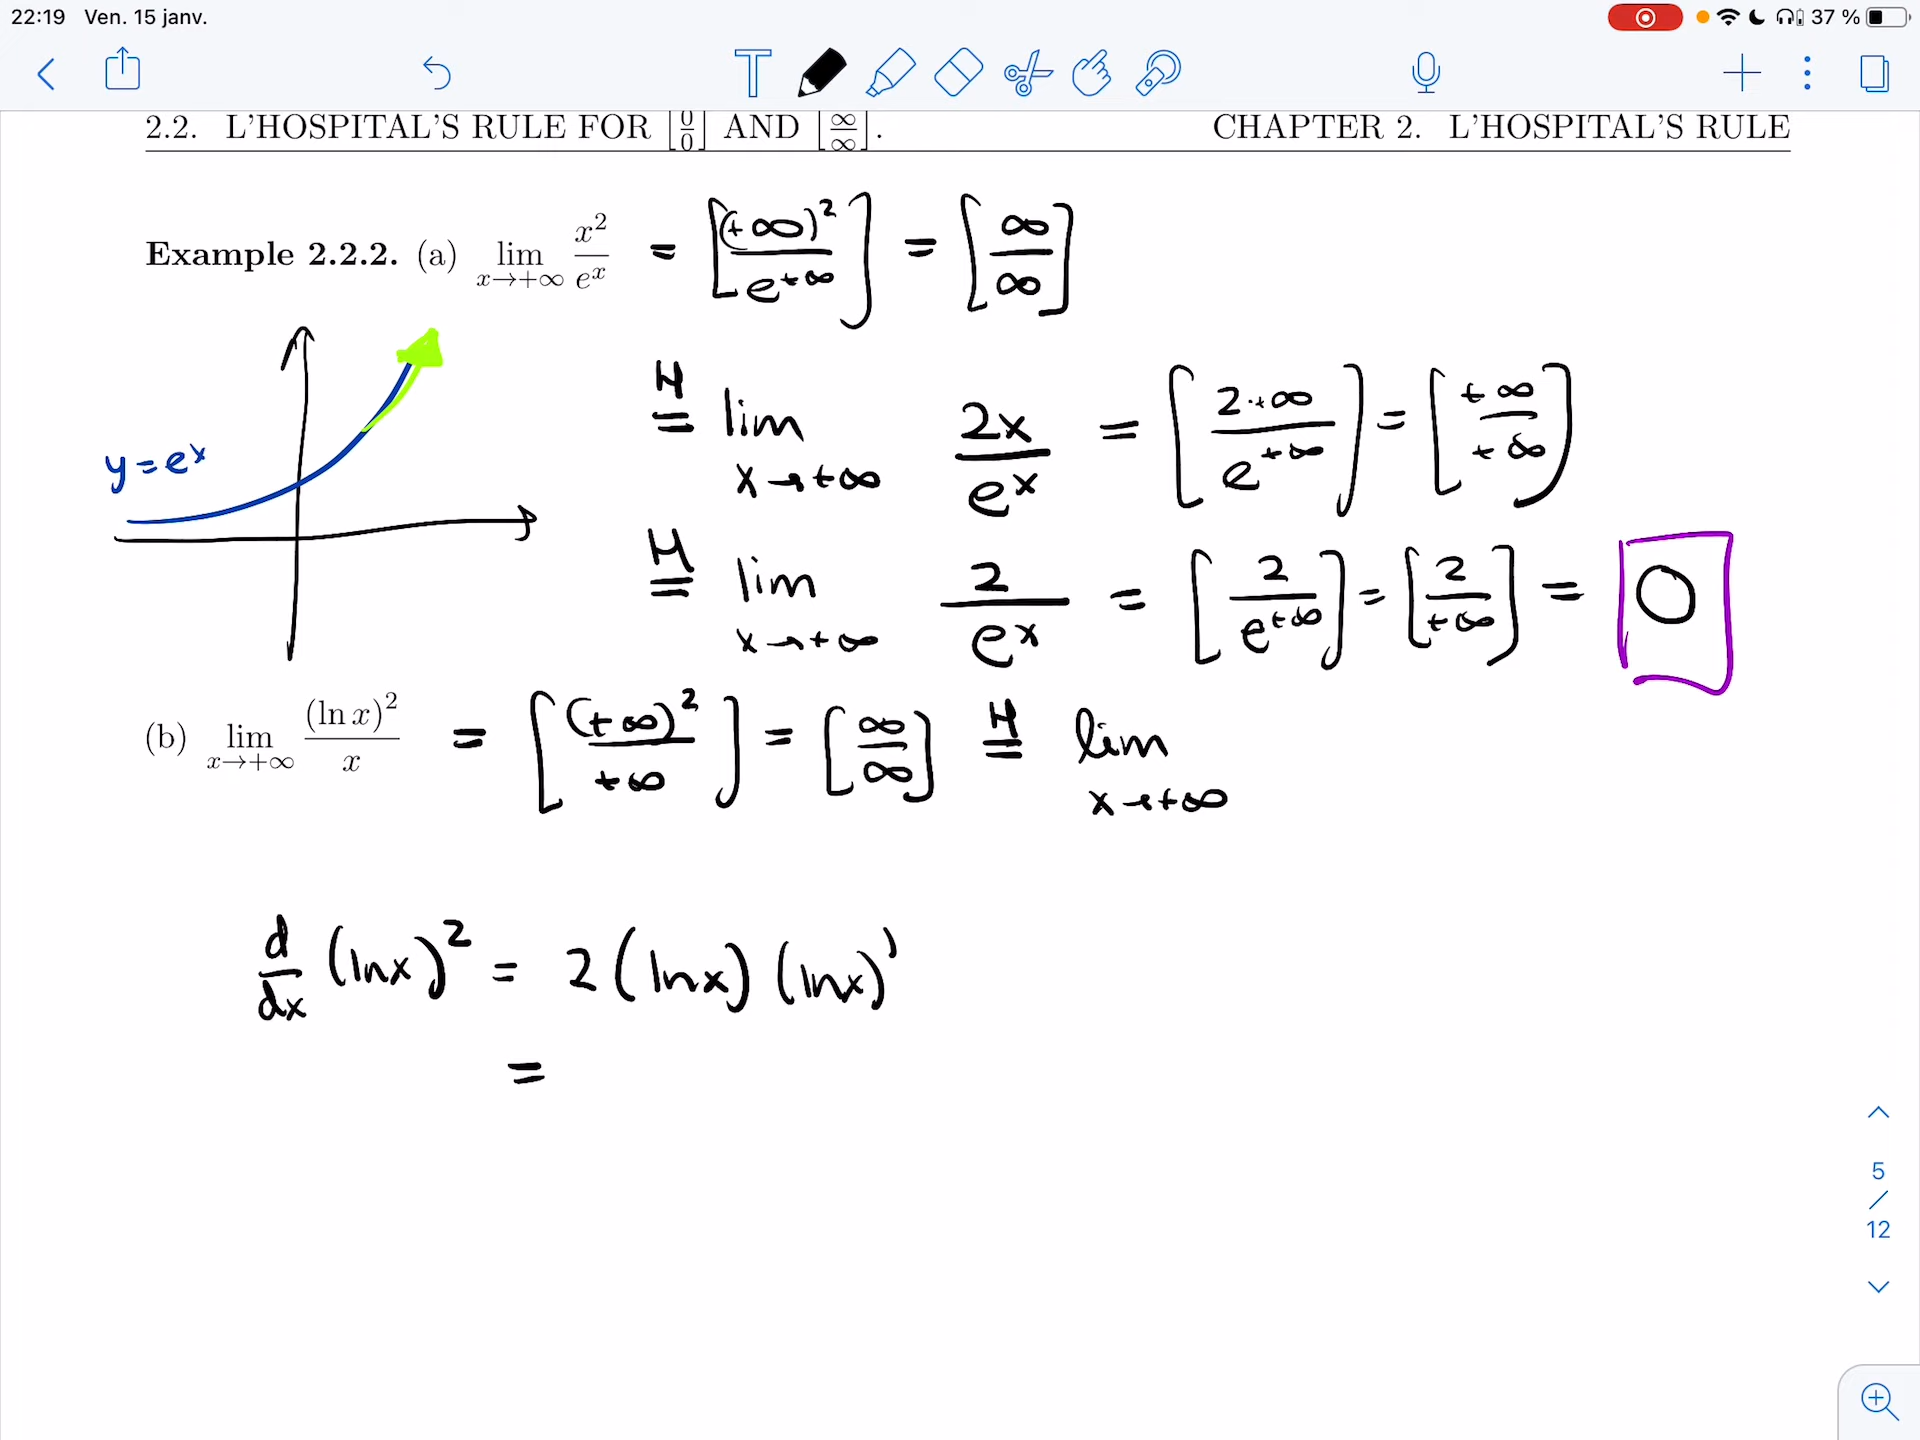 22:19 Ven. 15 janv. 37 %
T
2.2. L'HOSPITAL'S RULE FOR [0/0] AND [∞/∞]. CHAPTER 2. L'HOSPITAL'S RULE
Example 2.2.2. (a) lim x→+∞ x²/eˣ = [(+∞)²/e^{+∞}] = [∞/∞]
H= lim x→+∞ 2x/eˣ = [2·+∞/e^{+∞}] = [+∞/+∞]
y=eˣ
H= lim x→+∞ 2/eˣ = [2/e^{+∞}] = [2/+∞] = 0
(b) lim x→+∞ (ln x)²/x = [(+∞)²/+∞] = [∞/∞] H= lim x→+∞
d/dx (lnx)² = 2(lnx)(lnx)'
=
5
/
12